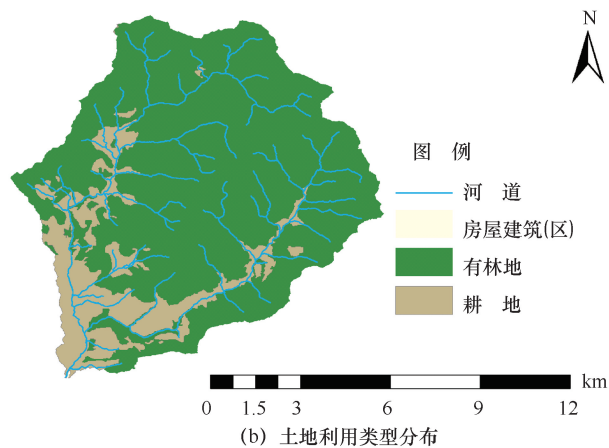 N
图 例
河 道
房屋建筑(区)
有林地
耕 地
km
0 1.5 3 6 9 12
(b) 土地利用类型分布